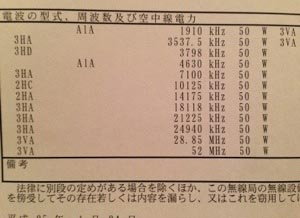 電波の型式、周波数及び空中線電力
A1A 1910 kHz 50 W 3VA
3HA 3537.5 kHz 50 W 3VA
3HD 3798 kHz 50 W
A1A 4630 kHz 50 W
3HA 7100 kHz 50 W
2HC 10125 kHz 50 W
2HA 14175 kHz 50 W
3HA 18118 kHz 50 W
3HA 21225 kHz 50 W
3HA 24940 kHz 50 W
3VA 28.85 MHz 50 W
3VA 52 MHz 50 W
備考
法律に別段の定めがある場合を除くほか、この無線局の無線設
を傍受してその存在若しくは内容を漏らし、又はこれを窃用して